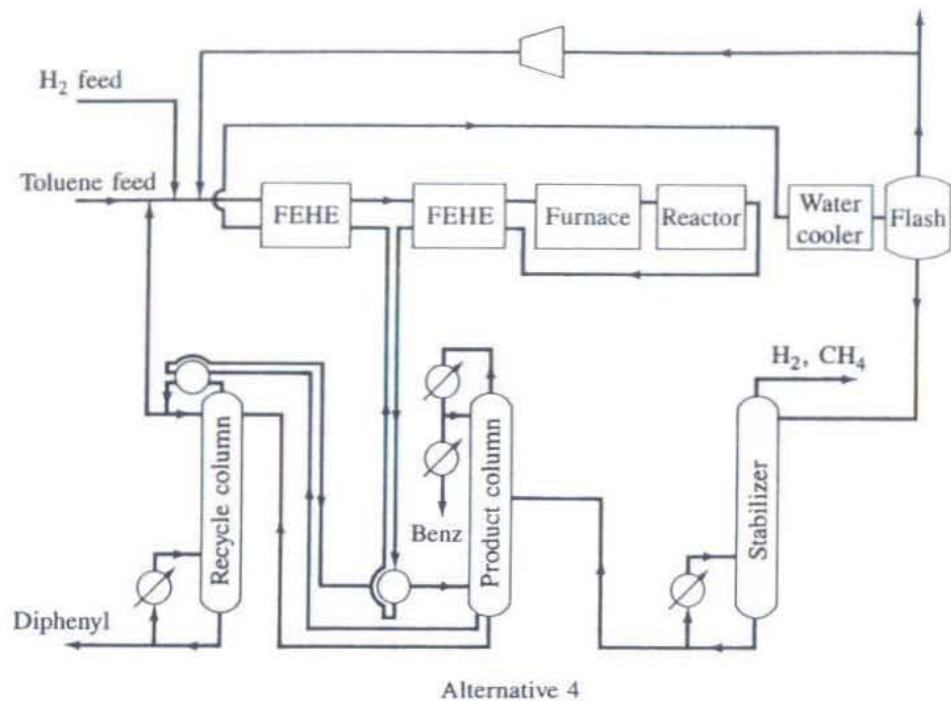 H₂ feed
Toluene feed
FEHE
FEHE
Furnace
Reactor
Water
cooler
Flash
H₂, CH₄
Recycle column
Benz
Product column
Stabilizer
Diphenyl
Alternative 4